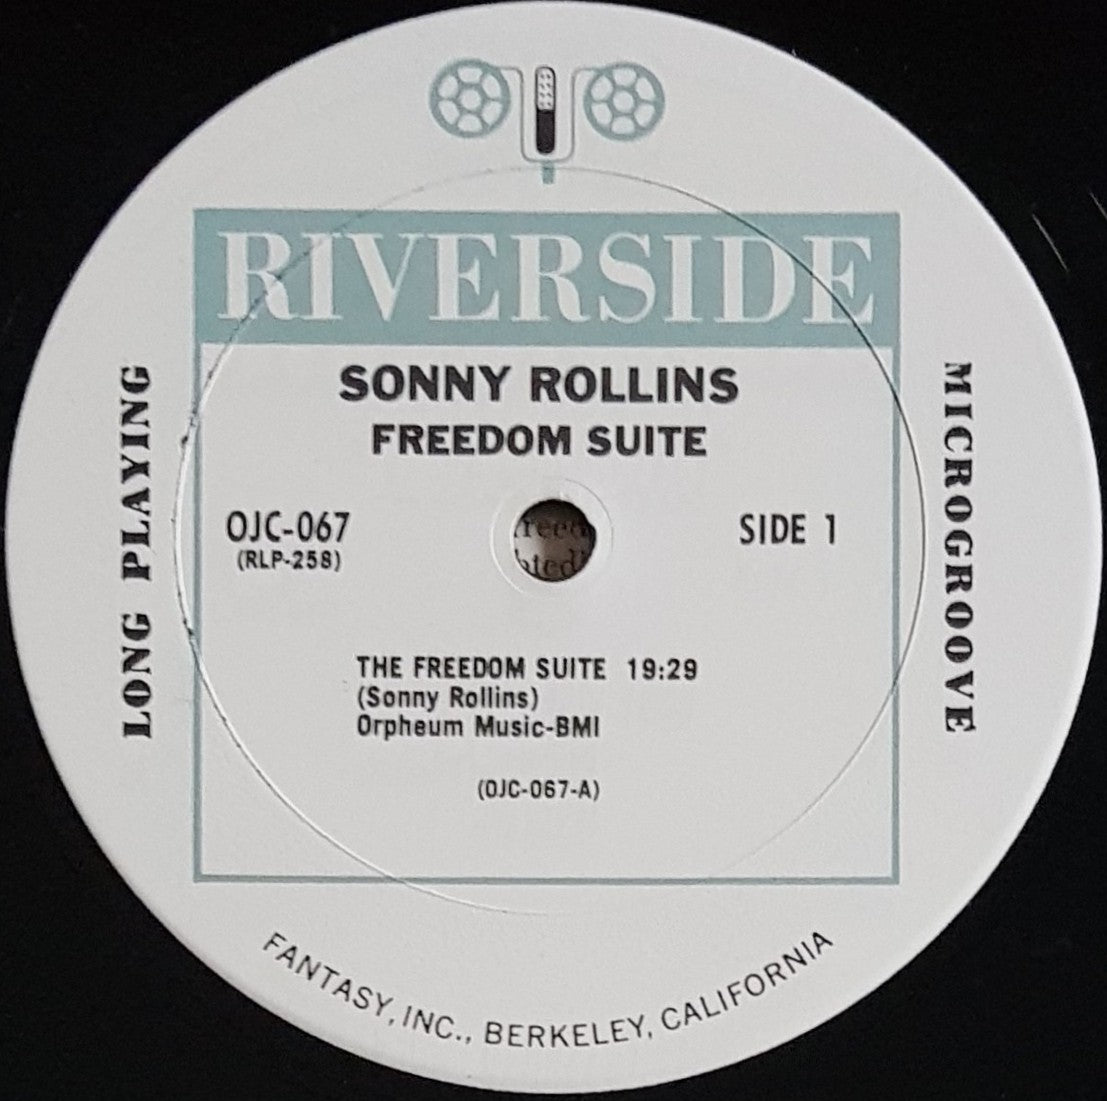 RIVERSIDE
SONNY ROLLINS
FREEDOM SUITE
OJC-067
(RLP-258)
SIDE 1
THE FREEDOM SUITE 19:29
(Sonny Rollins)
Orpheum Music-BMI
(OJC-067-A)
LONG PLAYING
MICROGROOVE
FANTASY, INC., BERKELEY, CALIFORNIA